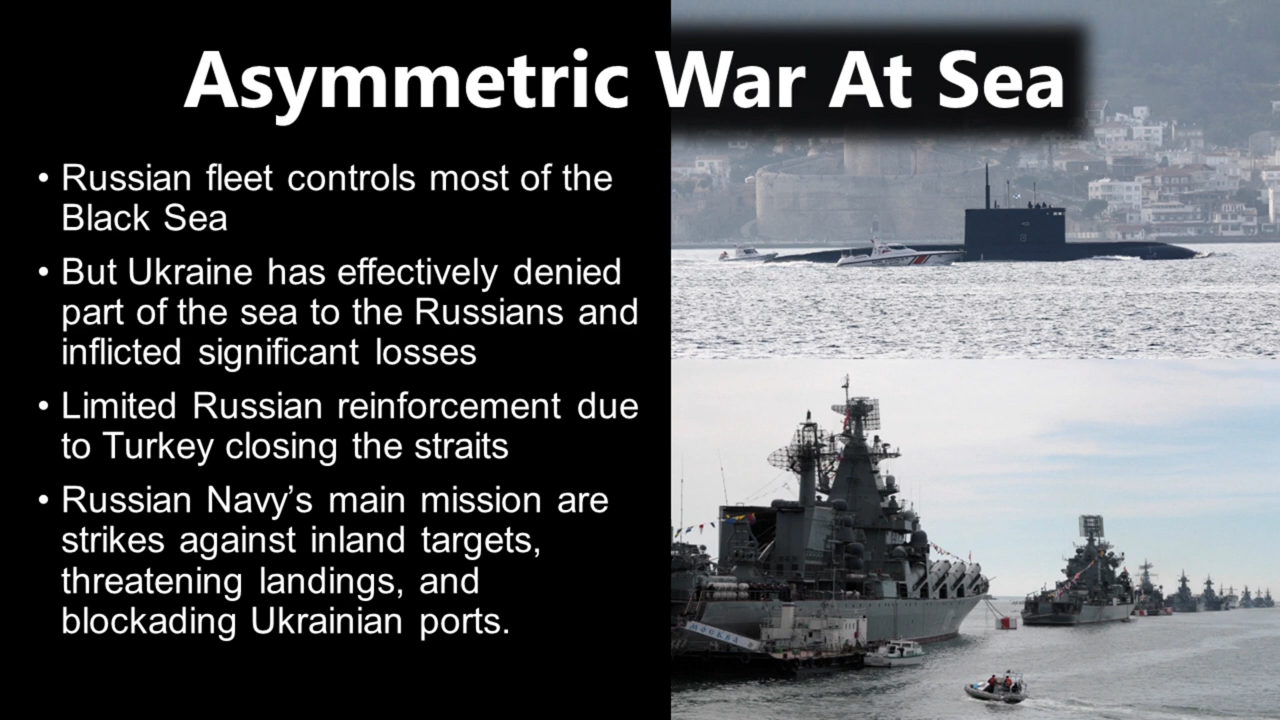 Asymmetric War At Sea
• Russian fleet controls most of the
Black Sea
• But Ukraine has effectively denied
part of the sea to the Russians and
inflicted significant losses
• Limited Russian reinforcement due
to Turkey closing the straits
• Russian Navy’s main mission are
strikes against inland targets,
threatening landings, and
blockading Ukrainian ports.
МОСКВА